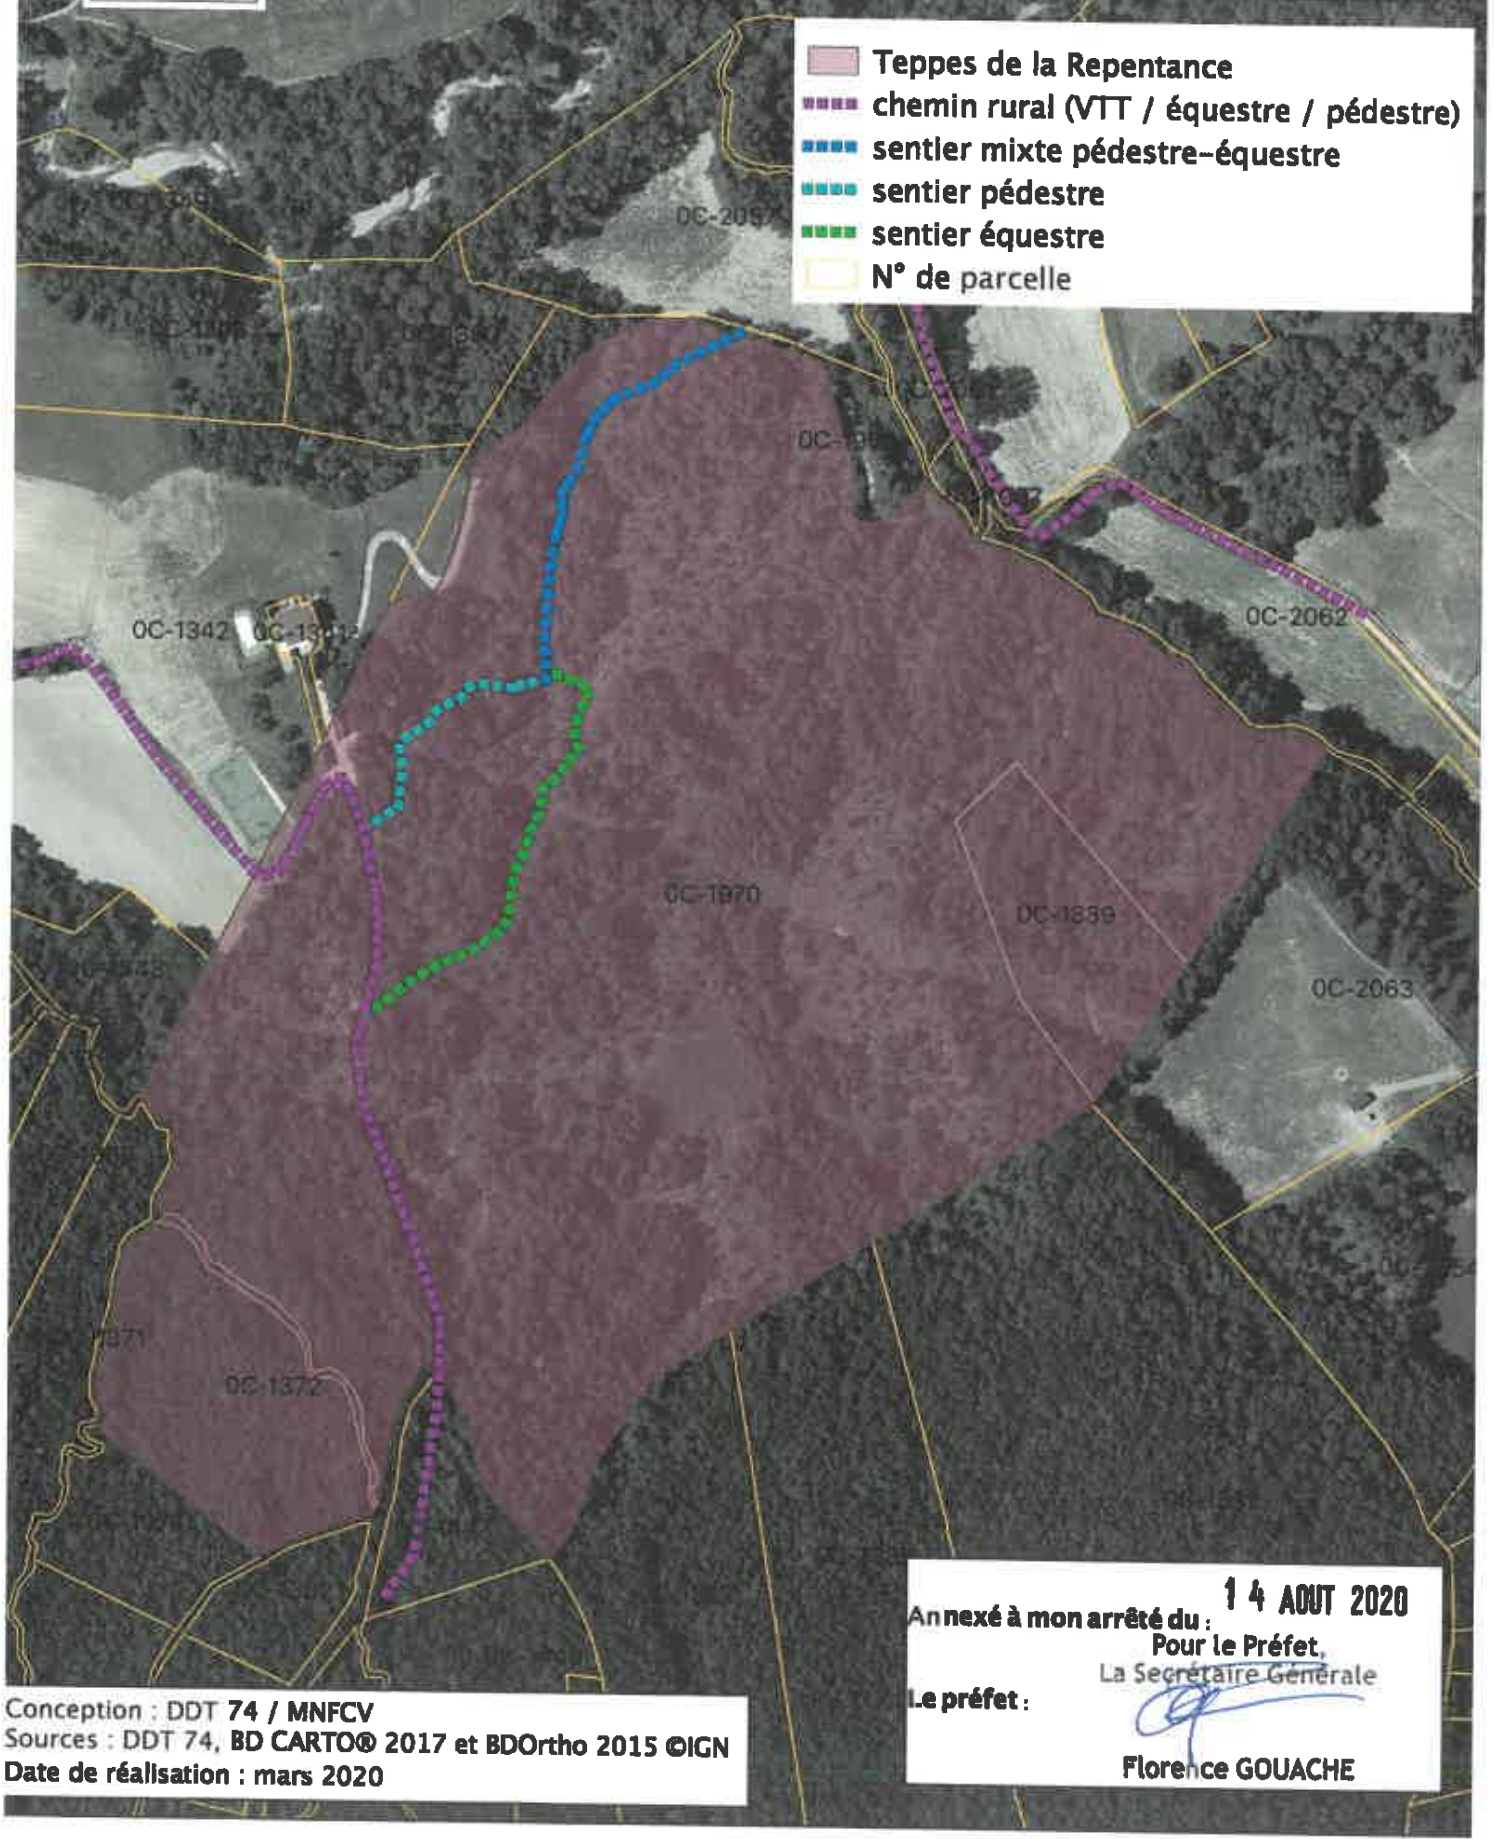 Teppes de la Repentance
chemin rural (VTT / équestre / pédestre)
sentier mixte pédestre-équestre
sentier pédestre
sentier équestre
N° de parcelle
0C-2057
0C-1342
0C-2062
0C-1970
0C-1839
0C-2063
0C-1372
Annexé à mon arrêté du : 14 AOUT 2020
Pour le Préfet,
La Secrétaire Générale
Le préfet :
Florence GOUACHE
Conception : DDT 74 / MNFCV
Sources : DDT 74, BD CARTO® 2017 et BDOrtho 2015 ©IGN
Date de réalisation : mars 2020